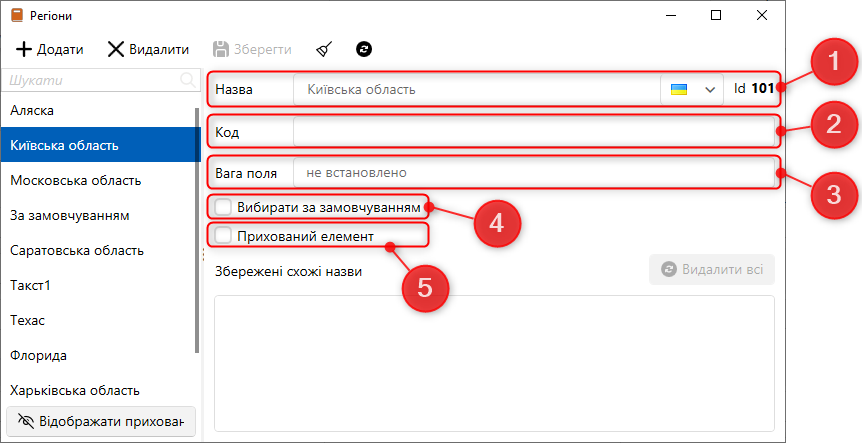 Регіони
Додати Видалити Зберегти
Шукати
Аляска
Київська область
Московська область
За замовчуванням
Саратовська область
Такст1
Техас
Флорида
Харьківська область
Відображати приховані
Назва Київська область Id 101
Код
Вага поля не встановлено
Вибирати за замовчуванням
Прихований елемент
Збережені схожі назви Видалити всі
1
2
3
4
5